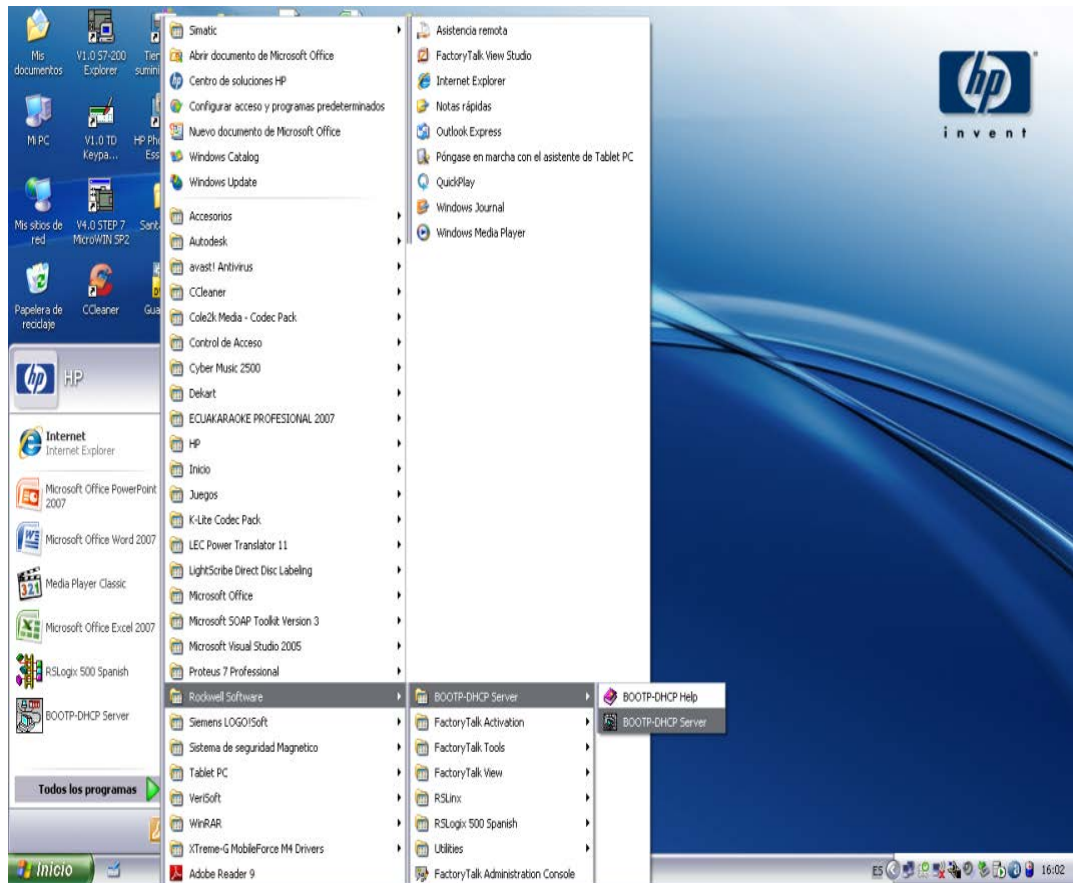 Mis documentos
V1.0 S7-200 Explorer
Mi PC
V1.0 TD Keypa...
Mis sitios de red
V4.0 STEP 7 MicroWIN SP2
Papelera de reciclaje
CCleaner
hp
invent
HP
Internet
Internet Explorer
Microsoft Office PowerPoint 2007
Microsoft Office Word 2007
Media Player Classic
Microsoft Office Excel 2007
RSLogix 500 Spanish
BOOTP-DHCP Server
Todos los programas
Simatic
Abrir documento de Microsoft Office
Centro de soluciones HP
Configurar acceso y programas predeterminados
Nuevo documento de Microsoft Office
Windows Catalog
Windows Update
Accesorios
Autodesk
avast! Antivirus
CCleaner
Cole2k Media - Codec Pack
Control de Acceso
Cyber Music 2500
Dekart
ECUAKARAOKE PROFESIONAL 2007
HP
Inicio
Juegos
K-Lite Codec Pack
LEC Power Translator 11
LightScribe Direct Disc Labeling
Microsoft Office
Microsoft SOAP Toolkit Version 3
Microsoft Visual Studio 2005
Proteus 7 Professional
Rockwell Software
Siemens LOGO!Soft
Sistema de seguridad Magnetico
Tablet PC
VeriSoft
WinRAR
XTreme-G MobileForce M4 Drivers
Adobe Reader 9
Asistencia remota
FactoryTalk View Studio
Internet Explorer
Notas rápidas
Outlook Express
Póngase en marcha con el asistente de Tablet PC
QuickPlay
Windows Journal
Windows Media Player
BOOTP-DHCP Server
FactoryTalk Activation
FactoryTalk Tools
FactoryTalk View
RSLinx
RSLogix 500 Spanish
Utilities
FactoryTalk Administration Console
BOOTP-DHCP Help
BOOTP-DHCP Server
Inicio
ES
16:02